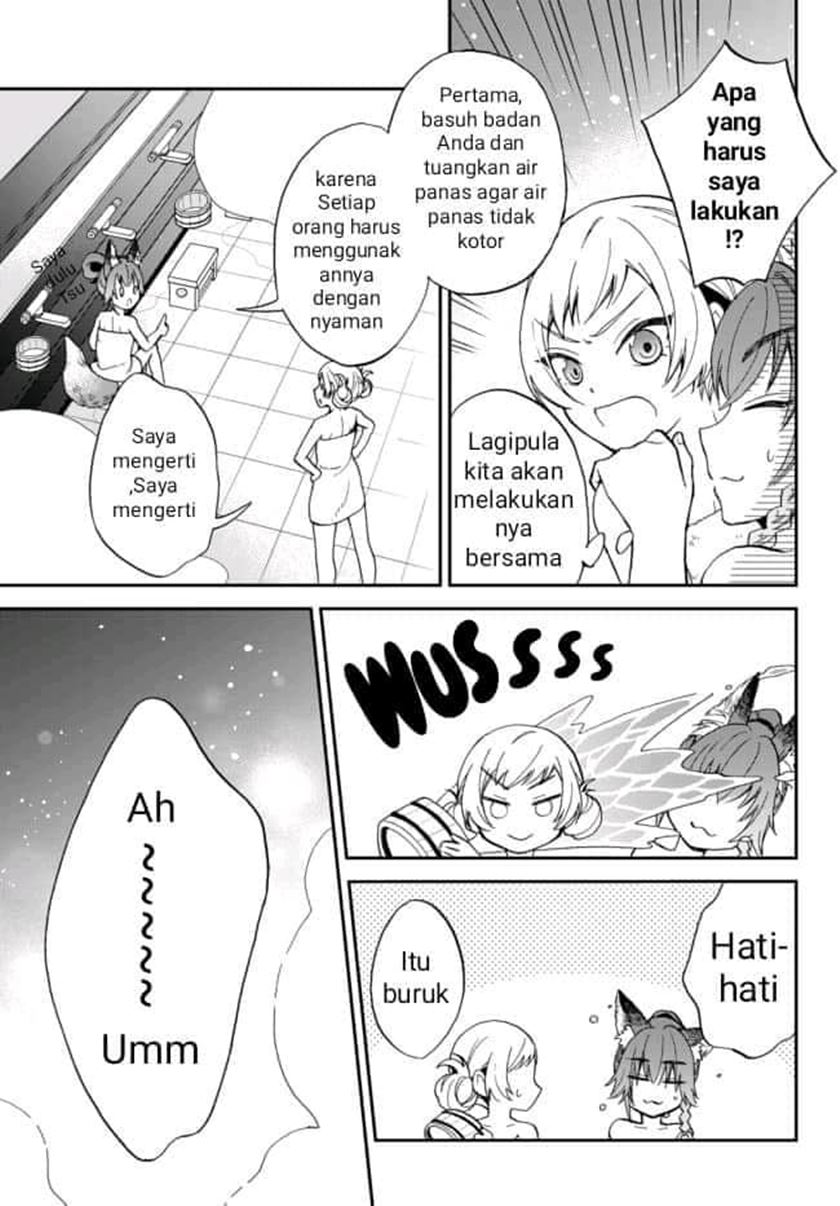 Apa
yang
harus
saya
lakukan
!?
Lagipula
kita akan
melakukan
nya
bersama
Pertama,
basuh badan
Anda dan
tuangkan air
panas agar air
panas tidak
kotor
karena
Setiap
orang harus
menggunak
annya
dengan
nyaman
Saya
dulu
Tsu
Saya
mengerti
,Saya
mengerti
WUSSSS
Hati-
hati
Itu
buruk
Ah
~
~
~
~
~
Umm